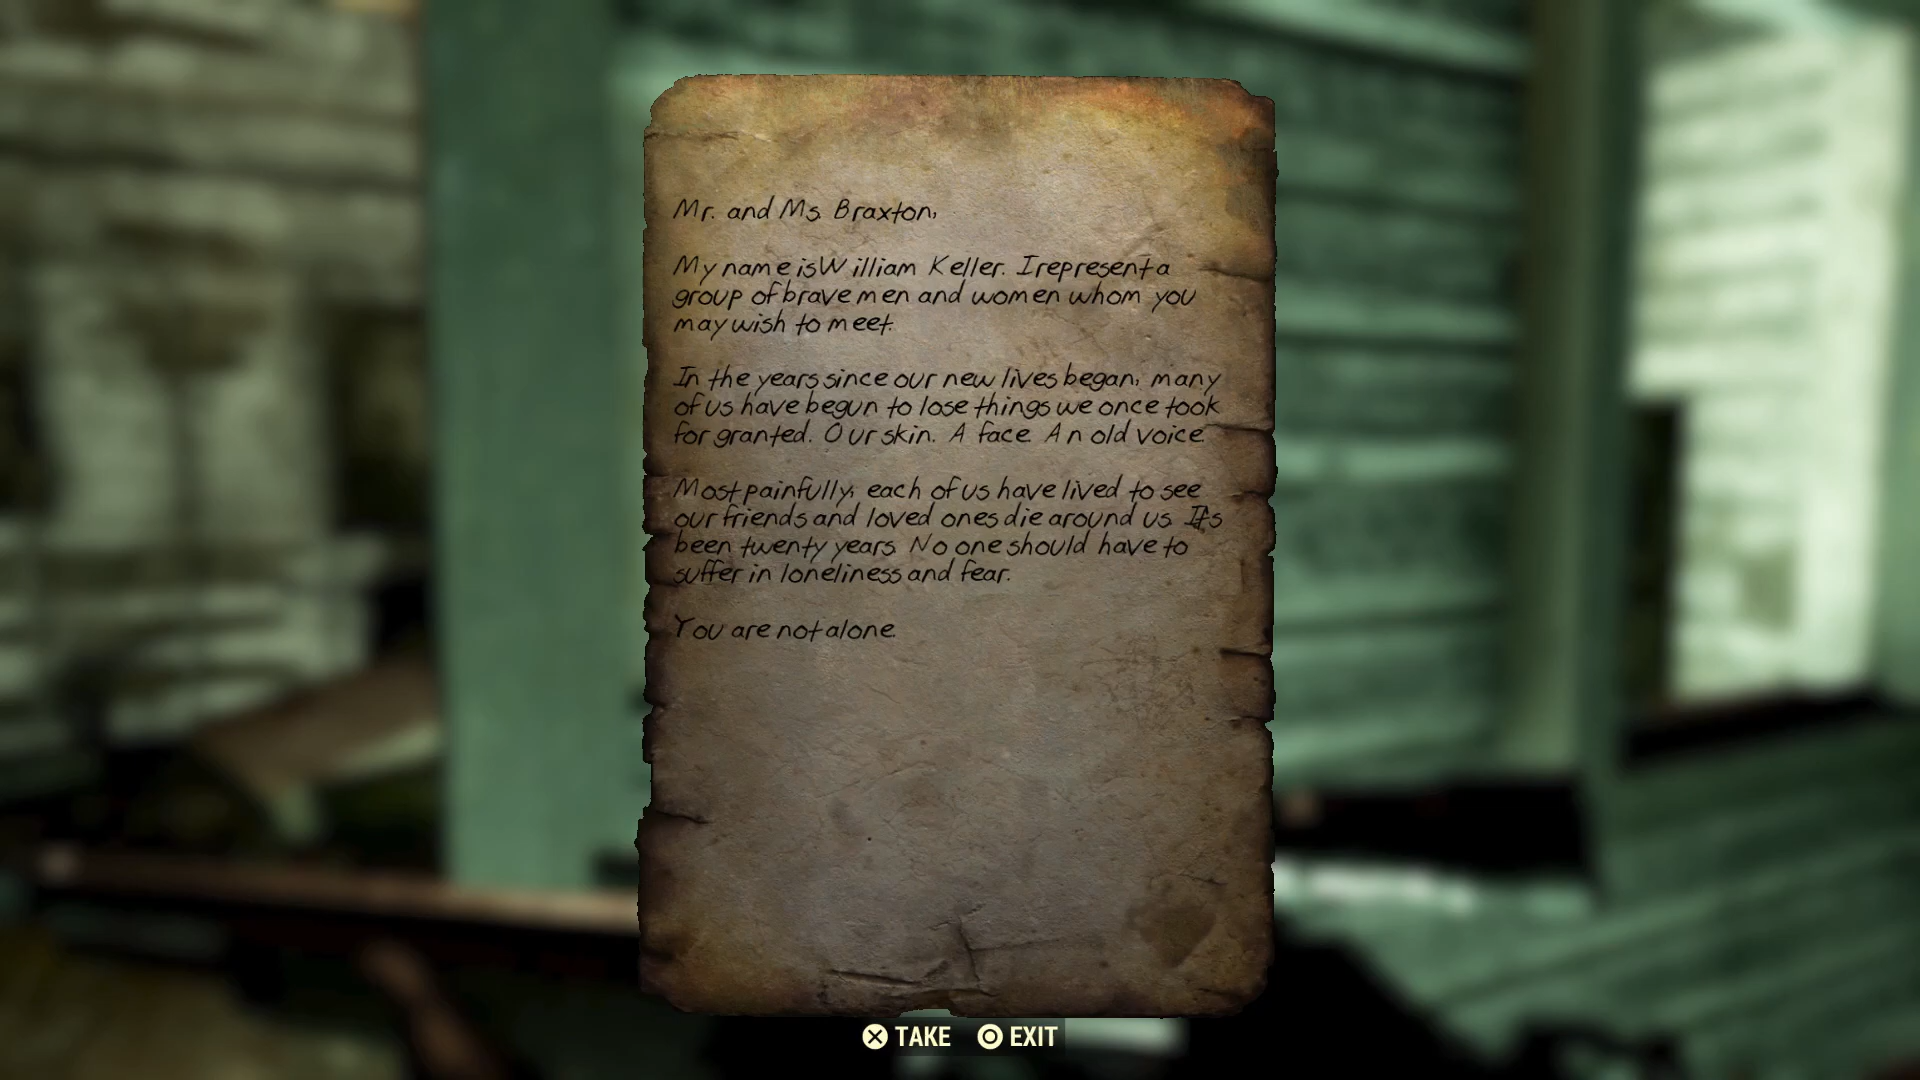 Mr. and Ms. Braxton,
My name is William Keller. I represent a
group of brave men and women whom you
may wish to meet.
In the years since our new lives began, many
of us have begun to lose things we once took
for granted. Our skin. A face. An old voice.
Most painfully, each of us have lived to see
our friends and loved ones die around us. It's
been twenty years. No one should have to
suffer in loneliness and fear.
You are not alone.
TAKE EXIT